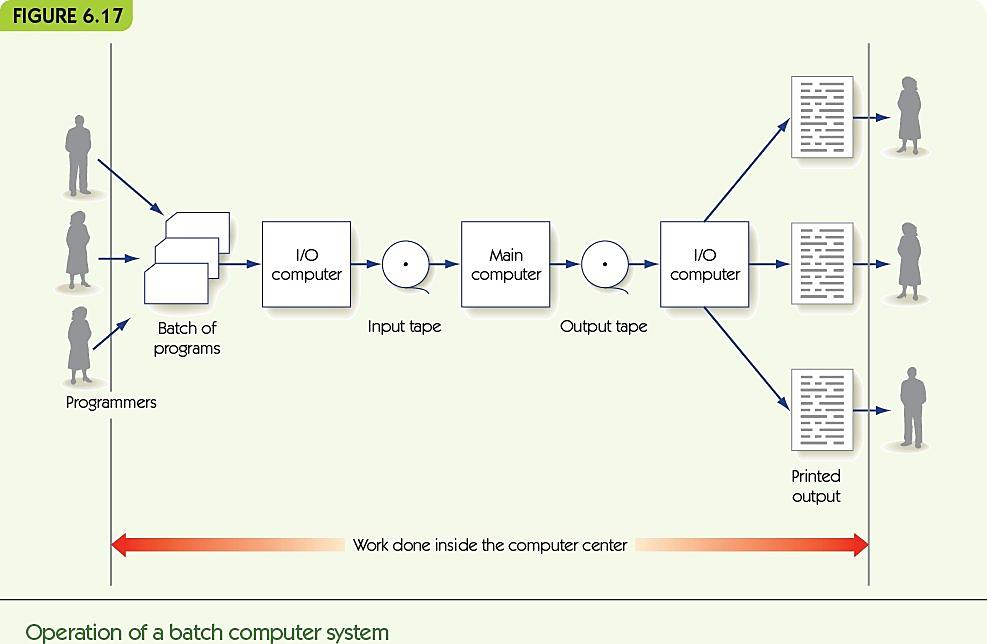 FIGURE 6.17
I/O
computer
Main
computer
I/O
computer
Input tape
Output tape
Batch of
programs
Programmers
Printed
output
Work done inside the computer center
Operation of a batch computer system